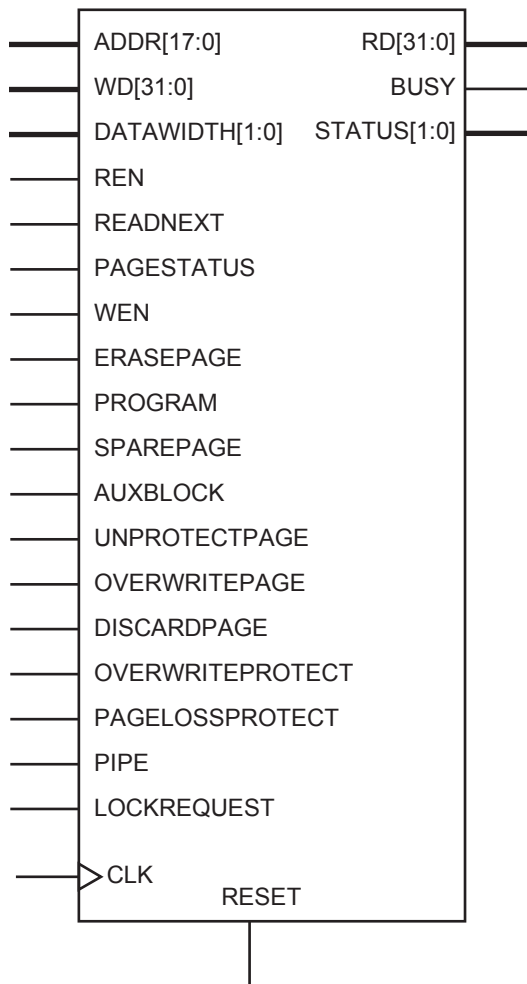 ADDR[17:0] RD[31:0]
WD[31:0] BUSY
DATAWIDTH[1:0] STATUS[1:0]
REN
READNEXT
PAGESTATUS
WEN
ERASEPAGE
PROGRAM
SPAREPAGE
AUXBLOCK
UNPROTECTPAGE
OVERWRITEPAGE
DISCARDPAGE
OVERWRITEPROTECT
PAGELOSSPROTECT
PIPE
LOCKREQUEST
CLK
RESET